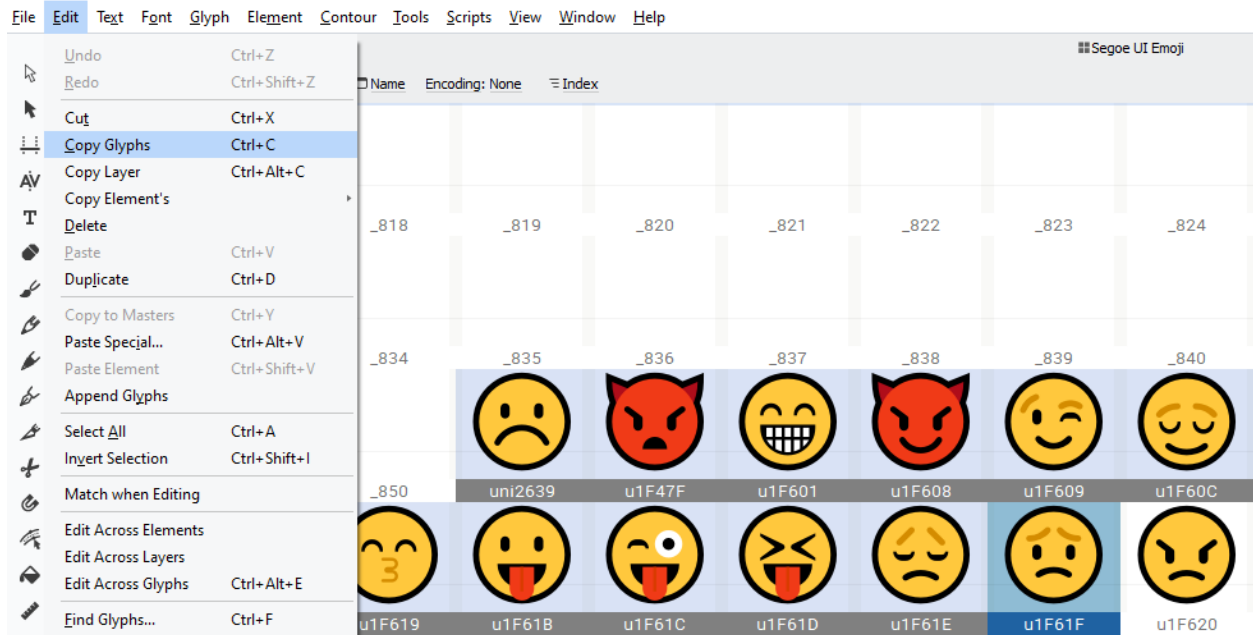 File Edit Text Font Glyph Element Contour Tools Scripts View Window Help
Segoe UI Emoji
Name Encoding: None Index
Undo Ctrl+Z
Redo Ctrl+Shift+Z
Cut Ctrl+X
Copy Glyphs Ctrl+C
Copy Layer Ctrl+Alt+C
Copy Element's
Delete
Paste Ctrl+V
Duplicate Ctrl+D
Copy to Masters Ctrl+Y
Paste Special... Ctrl+Alt+V
Paste Element Ctrl+Shift+V
Append Glyphs
Select All Ctrl+A
Invert Selection Ctrl+Shift+I
Match when Editing
Edit Across Elements
Edit Across Layers
Edit Across Glyphs Ctrl+Alt+E
Find Glyphs... Ctrl+F
_818 _819 _820 _821 _822 _823 _824
_834 _835 _836 _837 _838 _839 _840
_850 uni2639 u1F47F u1F601 u1F608 u1F609 u1F60C
u1F619 u1F61B u1F61C u1F61D u1F61E u1F61F u1F620